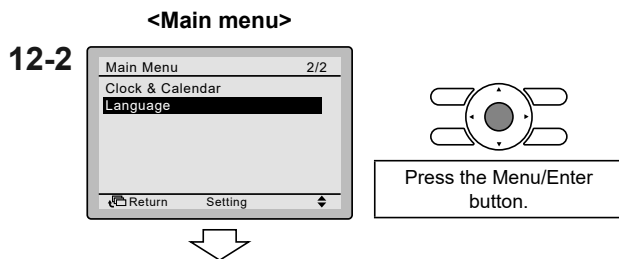 <Main menu>
12-2
Main Menu 2/2
Clock & Calendar
Language
Return Setting
Press the Menu/Enter
button.